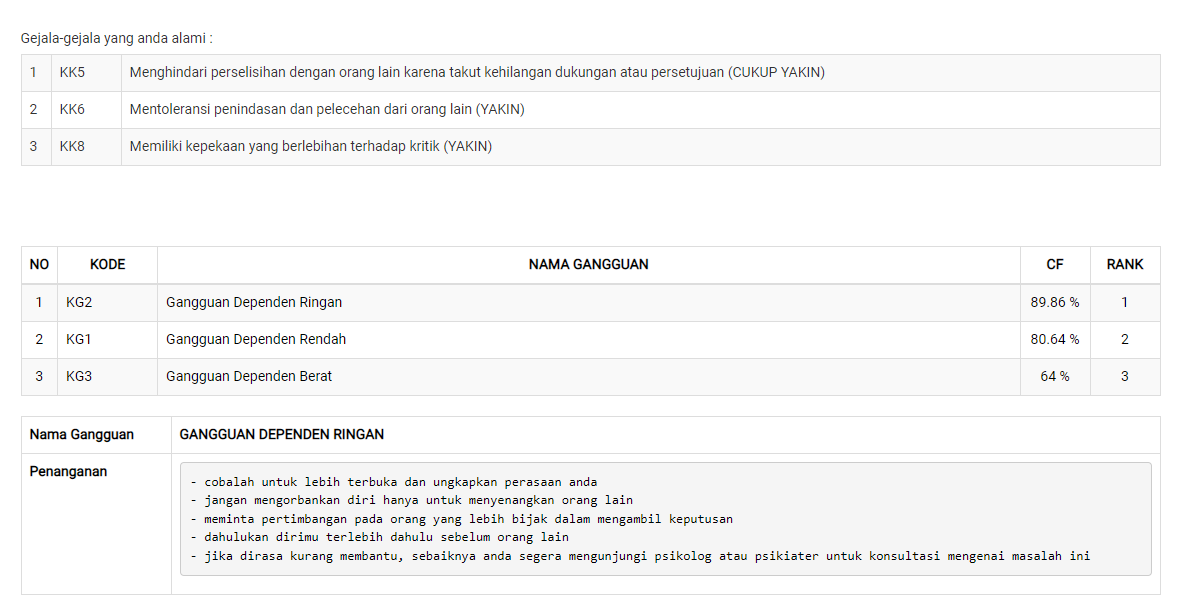 Gejala-gejala yang anda alami :
1 KK5 Menghindari perselisihan dengan orang lain karena takut kehilangan dukungan atau persetujuan (CUKUP YAKIN)
2 KK6 Mentoleransi penindasan dan pelecehan dari orang lain (YAKIN)
3 KK8 Memiliki kepekaan yang berlebihan terhadap kritik (YAKIN)
NO KODE NAMA GANGGUAN CF RANK
1 KG2 Gangguan Dependen Ringan 89.86 % 1
2 KG1 Gangguan Dependen Rendah 80.64 % 2
3 KG3 Gangguan Dependen Berat 64 % 3
Nama Gangguan GANGGUAN DEPENDEN RINGAN
Penanganan
- cobalah untuk lebih terbuka dan ungkapkan perasaan anda
- jangan mengorbankan diri hanya untuk menyenangkan orang lain
- meminta pertimbangan pada orang yang lebih bijak dalam mengambil keputusan
- dahulukan dirimu terlebih dahulu sebelum orang lain
- jika dirasa kurang membantu, sebaiknya anda segera mengunjungi psikolog atau psikiater untuk konsultasi mengenai masalah ini